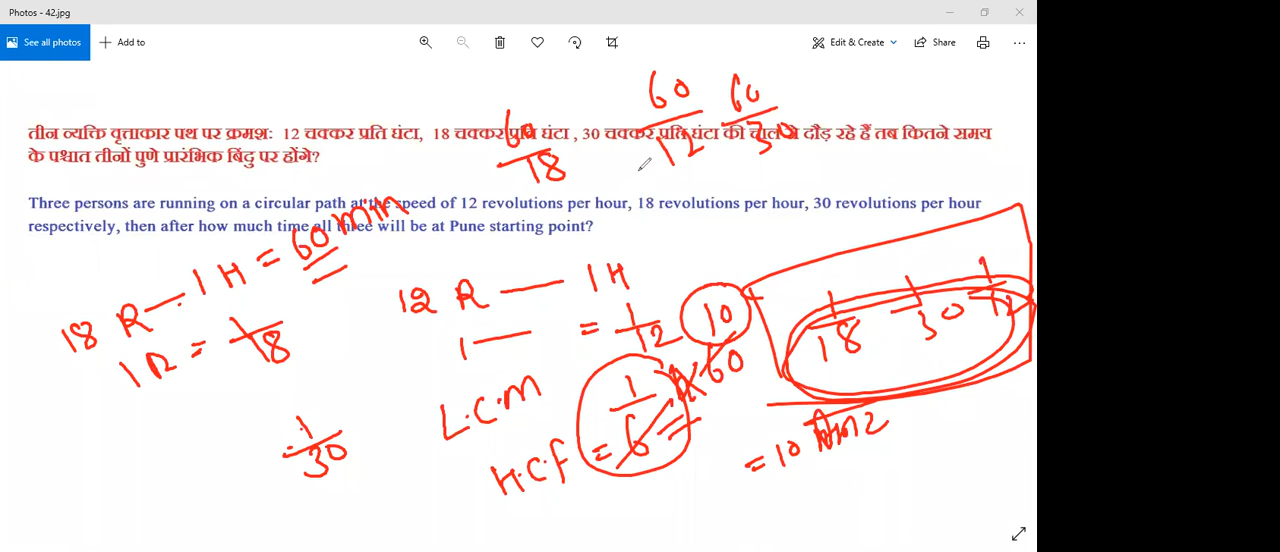 Photos - 42.jpg
See all photos
Add to
Edit & Create
Share
60/18
60/12
60/30
तीन व्यक्ति वृत्ताकार पथ पर क्रमशः 12 चक्कर प्रति घंटा, 18 चक्कर प्रति घंटा , 30 चक्कर प्रति घंटा की चाल से दौड़ रहे हैं तब कितने समय
के पश्चात तीनों पुणे प्रारंभिक बिंदु पर होंगे?
Three persons are running on a circular path at the speed of 12 revolutions per hour, 18 revolutions per hour, 30 revolutions per hour
respectively, then after how much time all three will be at Pune starting point?
18 R — 1 H = 60 min
1R = 1/18
1/30
12 R — 1H
1 — = 1/12
L.C.M
H.C.F = 1/6 × 60
10
1/18 1/30 1/12
= 10